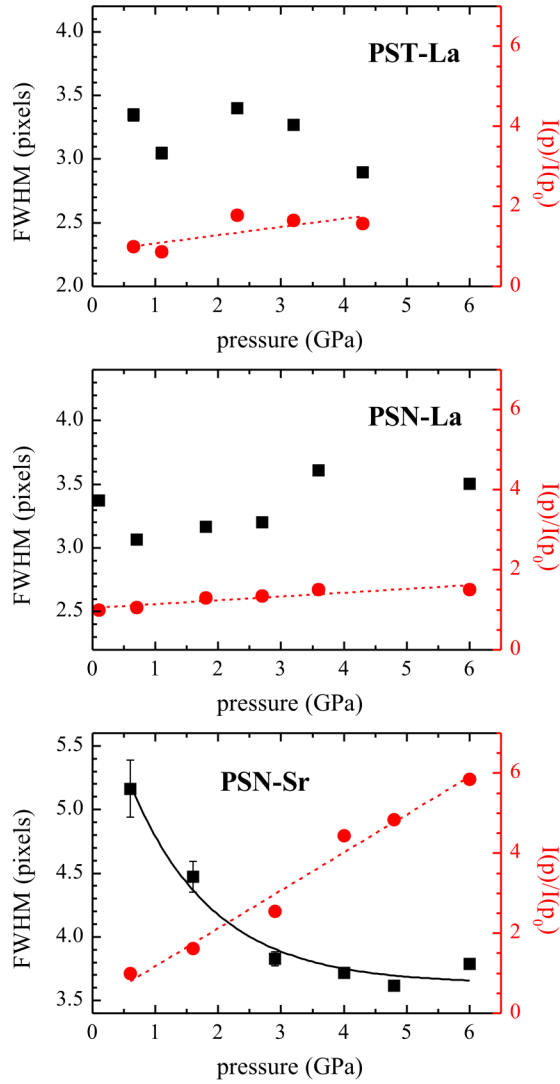 PST-La
FWHM (pixels)
4.0
3.5
3.0
2.5
2.0
I(p)/I(p₀)
6
4
2
0
0 1 2 3 4 5 6
pressure (GPa)
PSN-La
FWHM (pixels)
4.0
3.5
3.0
2.5
I(p)/I(p₀)
6
4
2
0
0 1 2 3 4 5 6
pressure (GPa)
PSN-Sr
FWHM (pixels)
5.5
5.0
4.5
4.0
3.5
I(p)/I(p₀)
6
4
2
0
0 1 2 3 4 5 6
pressure (GPa)